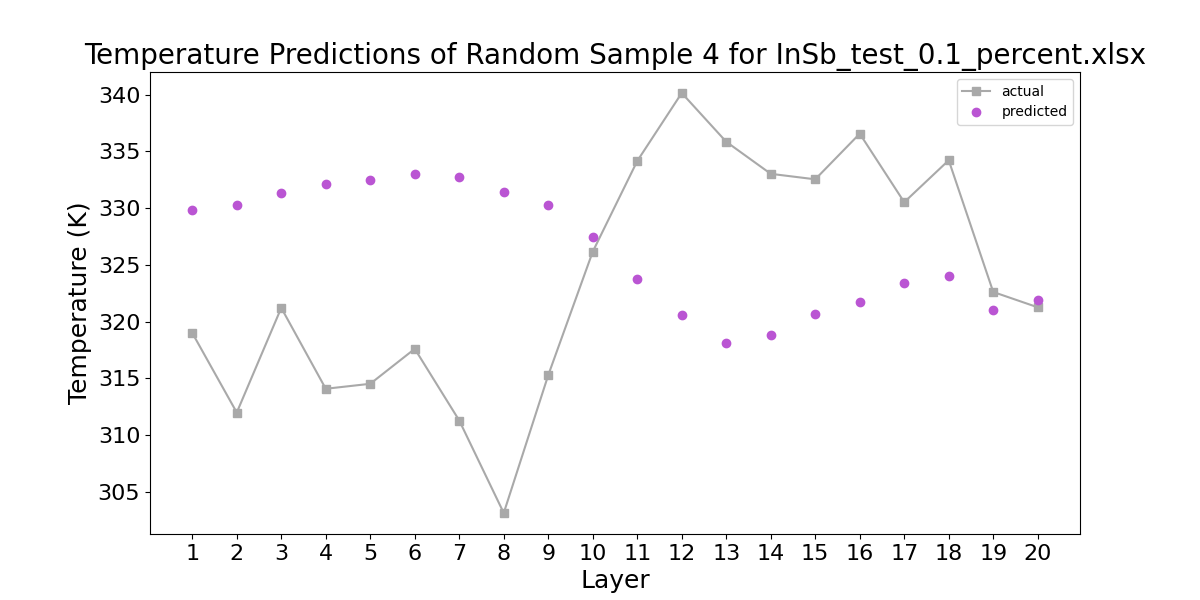 Temperature Predictions of Random Sample 4 for InSb_test_0.1_percent.xlsx
actual
predicted
Temperature (K)
340
335
330
325
320
315
310
305
1 2 3 4 5 6 7 8 9 10 11 12 13 14 15 16 17 18 19 20
Layer